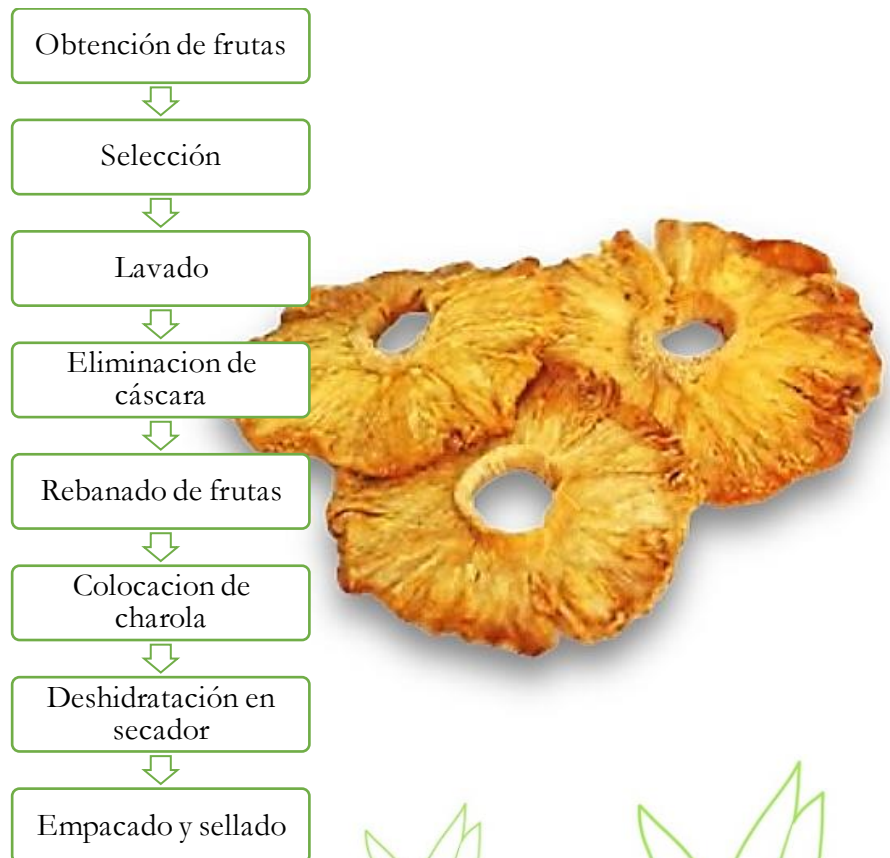 Obtención de frutas
Selección
Lavado
Eliminacion de
cáscara
Rebanado de frutas
Colocacion de
charola
Deshidratación en
secador
Empacado y sellado